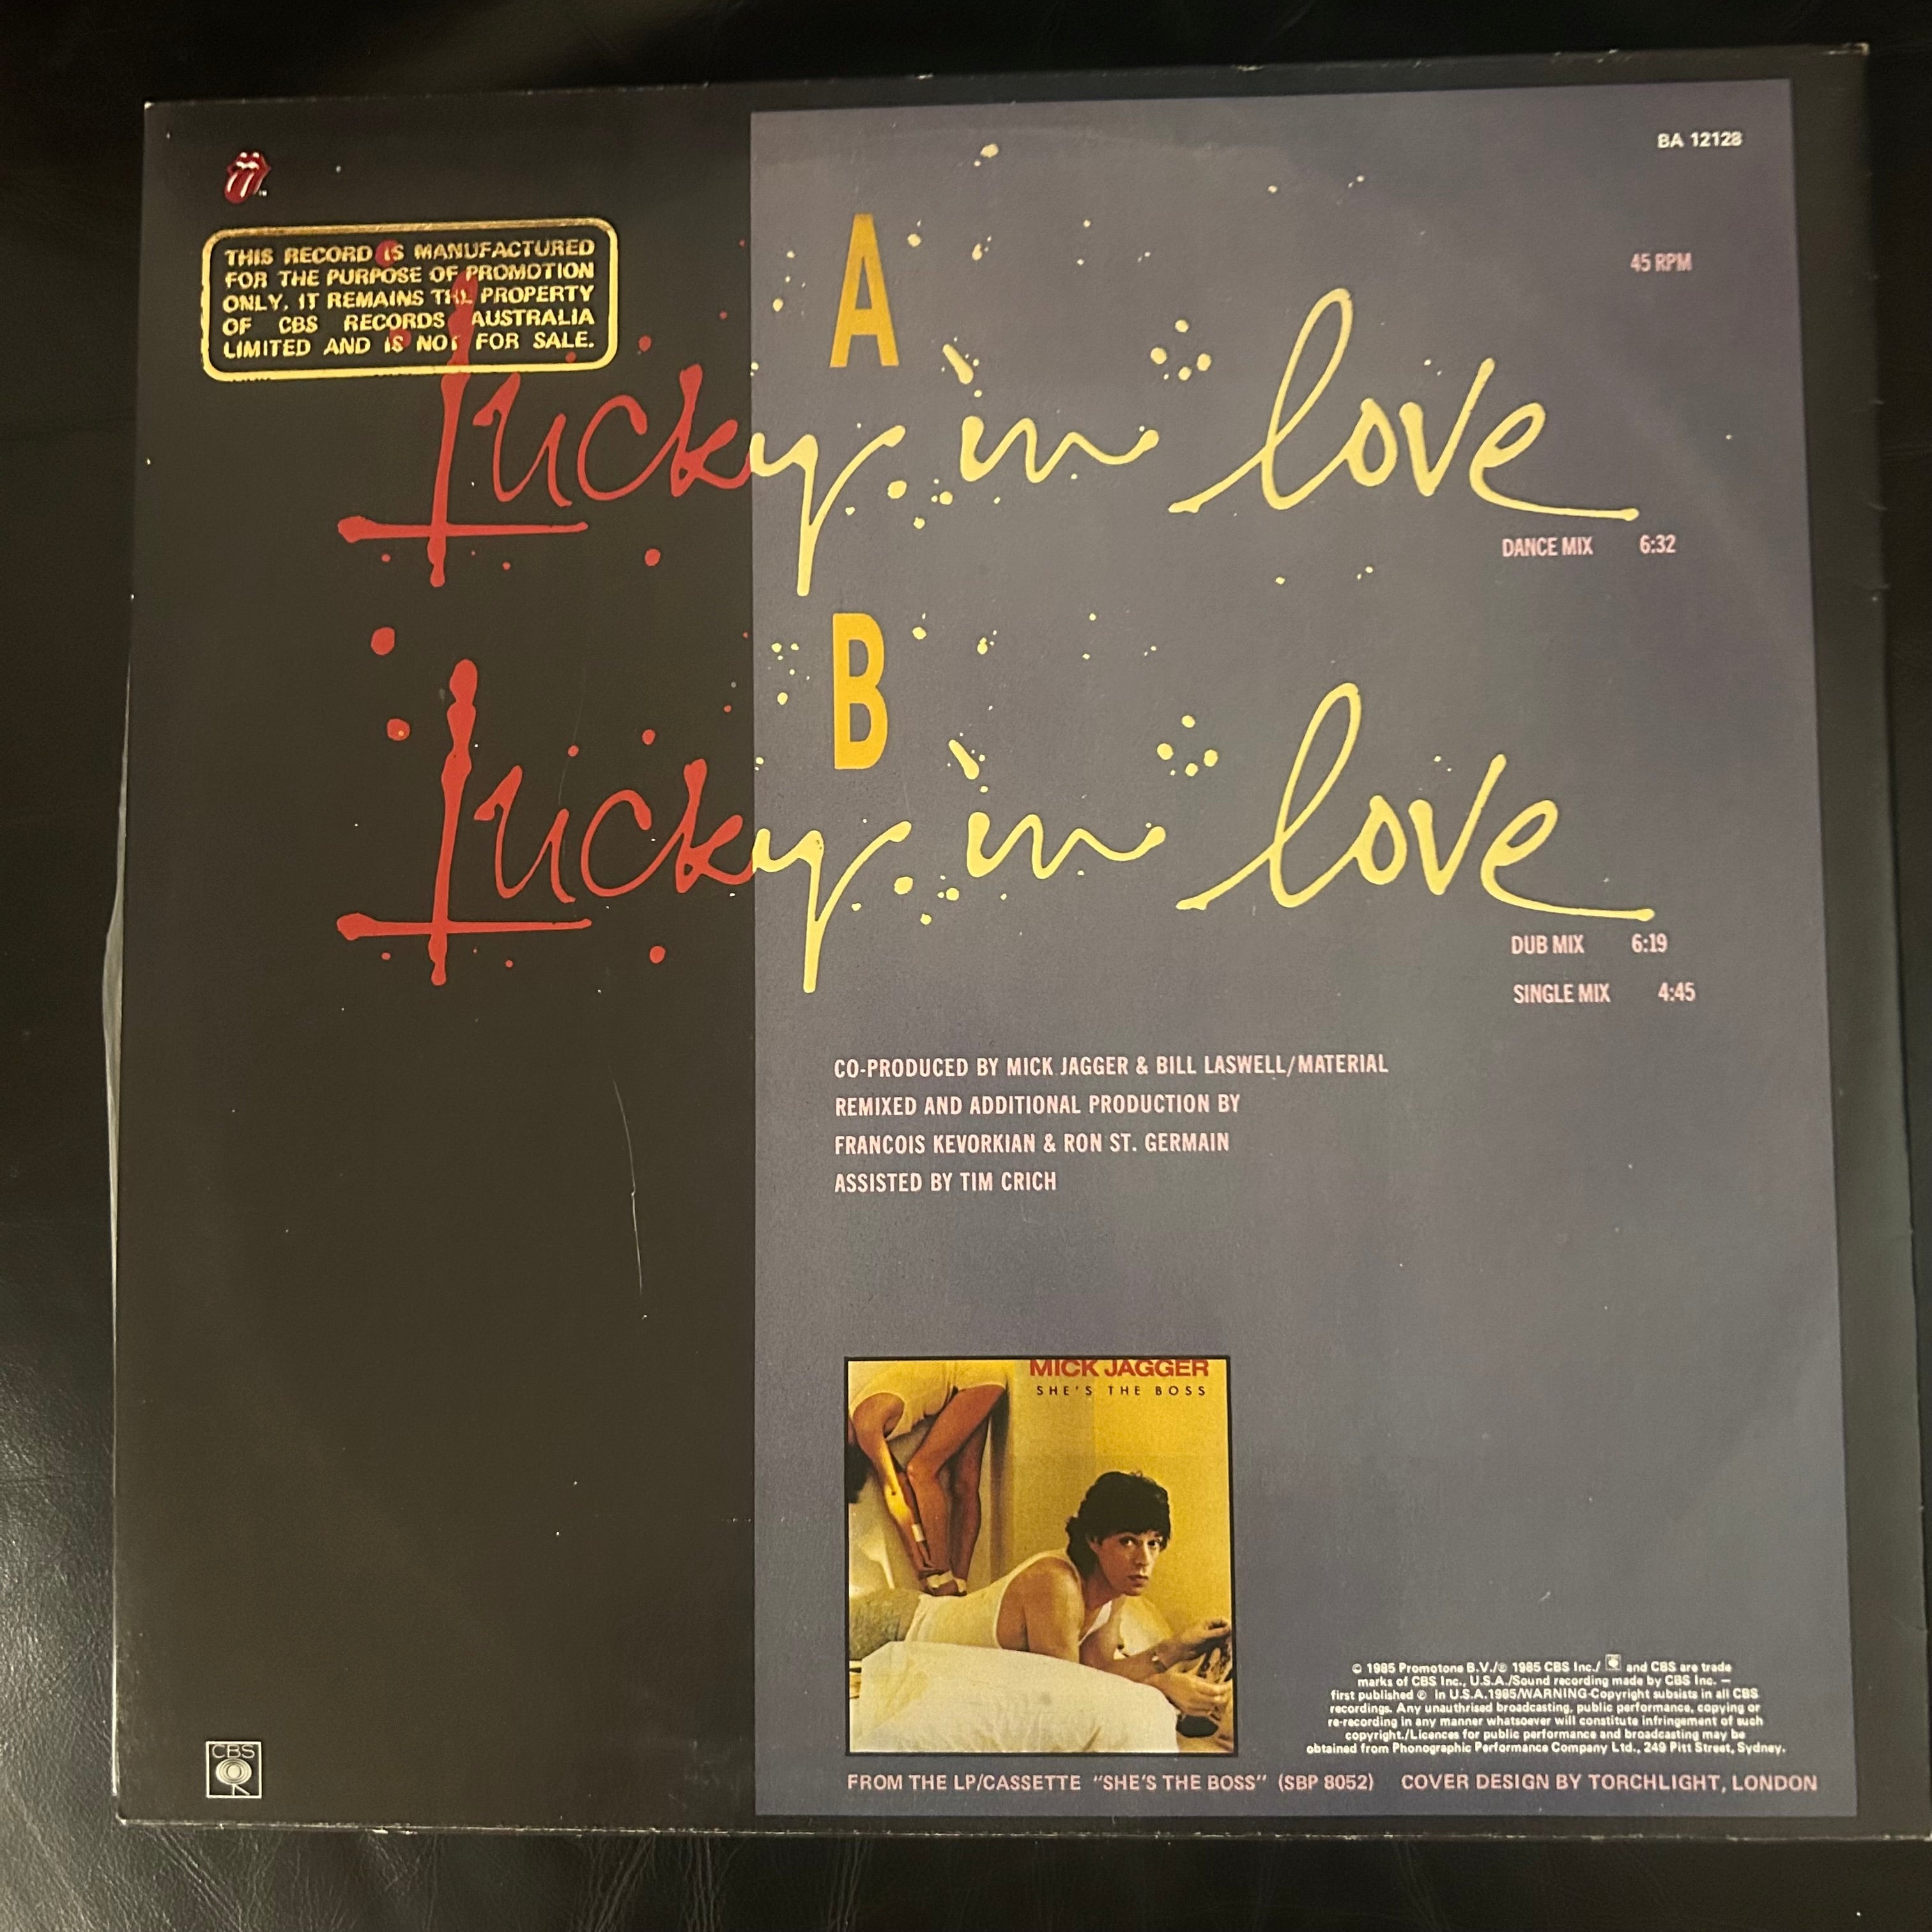 BA 12128
THIS RECORD IS MANUFACTURED
FOR THE PURPOSE OF PROMOTION
ONLY. IT REMAINS THE PROPERTY
OF CBS RECORDS AUSTRALIA
LIMITED AND IS NOT FOR SALE.
A
45 RPM
Lucky in love
DANCE MIX 6:32
B
Lucky in love
DUB MIX 6:19
SINGLE MIX 4:45
CO-PRODUCED BY MICK JAGGER & BILL LASWELL/MATERIAL
REMIXED AND ADDITIONAL PRODUCTION BY
FRANCOIS KEVORKIAN & RON ST. GERMAIN
ASSISTED BY TIM CRICH
MICK JAGGER
SHE'S THE BOSS
© 1985 Promotone B.V./℗ 1985 CBS Inc./ and CBS are trade
marks of CBS Inc., U.S.A./Sound recording made by CBS Inc. —
first published ℗ in U.S.A.1985/WARNING-Copyright subsists in all CBS
recordings. Any unauthrised broadcasting, public performance, copying or
re-recording in any manner whatsoever will constitute infringement of such
copyright./Licences for public performance and broadcasting may be
obtained from Phonographic Performance Company Ltd., 249 Pitt Street, Sydney.
CBS
FROM THE LP/CASSETTE "SHE'S THE BOSS" (SBP 8052) COVER DESIGN BY TORCHLIGHT, LONDON